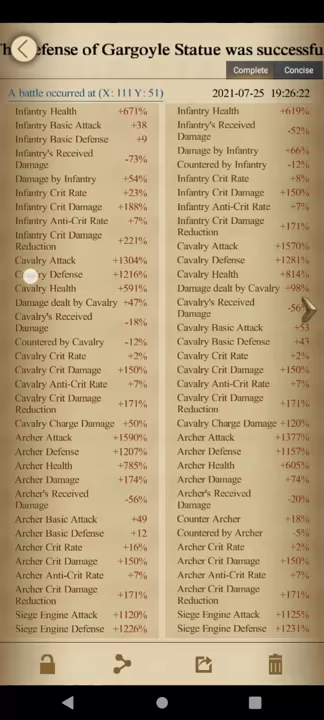 Defense of Gargoyle Statue was successfu
Complete
Concise
A battle occurred at (X: 111 Y: 51)
2021-07-25 19:26:22
Infantry Health +671%
Infantry Basic Attack +38
Infantry Basic Defense +9
Infantry's Received Damage -73%
Damage by Infantry +54%
Infantry Crit Rate +23%
Infantry Crit Damage +188%
Infantry Anti-Crit Rate +7%
Infantry Crit Damage Reduction +221%
Cavalry Attack +1304%
Cavalry Defense +1216%
Cavalry Health +591%
Damage dealt by Cavalry +47%
Cavalry's Received Damage -18%
Countered by Cavalry -12%
Cavalry Crit Rate +2%
Cavalry Crit Damage +150%
Cavalry Anti-Crit Rate +7%
Cavalry Crit Damage Reduction +171%
Cavalry Charge Damage +50%
Archer Attack +1590%
Archer Defense +1207%
Archer Health +785%
Archer Damage +174%
Archer's Received Damage -56%
Archer Basic Attack +49
Archer Basic Defense +12
Archer Crit Rate +16%
Archer Crit Damage +150%
Archer Anti-Crit Rate +7%
Archer Crit Damage Reduction +171%
Siege Engine Attack +1120%
Siege Engine Defense +1226%
Infantry Health +619%
Infantry's Received Damage -52%
Damage by Infantry +66%
Countered by Infantry -12%
Infantry Crit Rate +8%
Infantry Crit Damage +150%
Infantry Anti-Crit Rate +7%
Infantry Crit Damage Reduction +171%
Cavalry Attack +1570%
Cavalry Defense +1281%
Cavalry Health +814%
Damage dealt by Cavalry +98%
Cavalry's Received Damage -56%
Cavalry Basic Attack +53
Cavalry Basic Defense +43
Cavalry Crit Rate +2%
Cavalry Crit Damage +150%
Cavalry Anti-Crit Rate +7%
Cavalry Crit Damage Reduction +171%
Cavalry Charge Damage +120%
Archer Attack +1377%
Archer Defense +1157%
Archer Health +605%
Archer Damage +74%
Archer's Received Damage -20%
Counter Archer +18%
Countered by Archer -5%
Archer Crit Rate +2%
Archer Crit Damage +150%
Archer Anti-Crit Rate +7%
Archer Crit Damage Reduction +171%
Siege Engine Attack +1125%
Siege Engine Defense +1231%